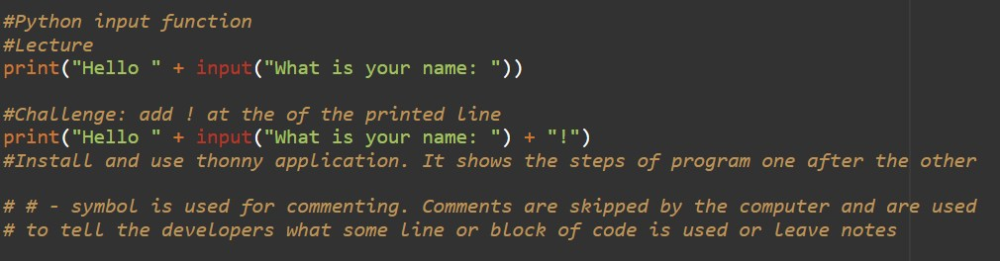 #Python input function
#Lecture
print("Hello " + input("What is your name: "))
#Challenge: add ! at the of the printed line
print("Hello " + input("What is your name: ") + "!")
#Install and use thonny application. It shows the steps of program one after the other
# # - symbol is used for commenting. Comments are skipped by the computer and are used
# to tell the developers what some line or block of code is used or leave notes